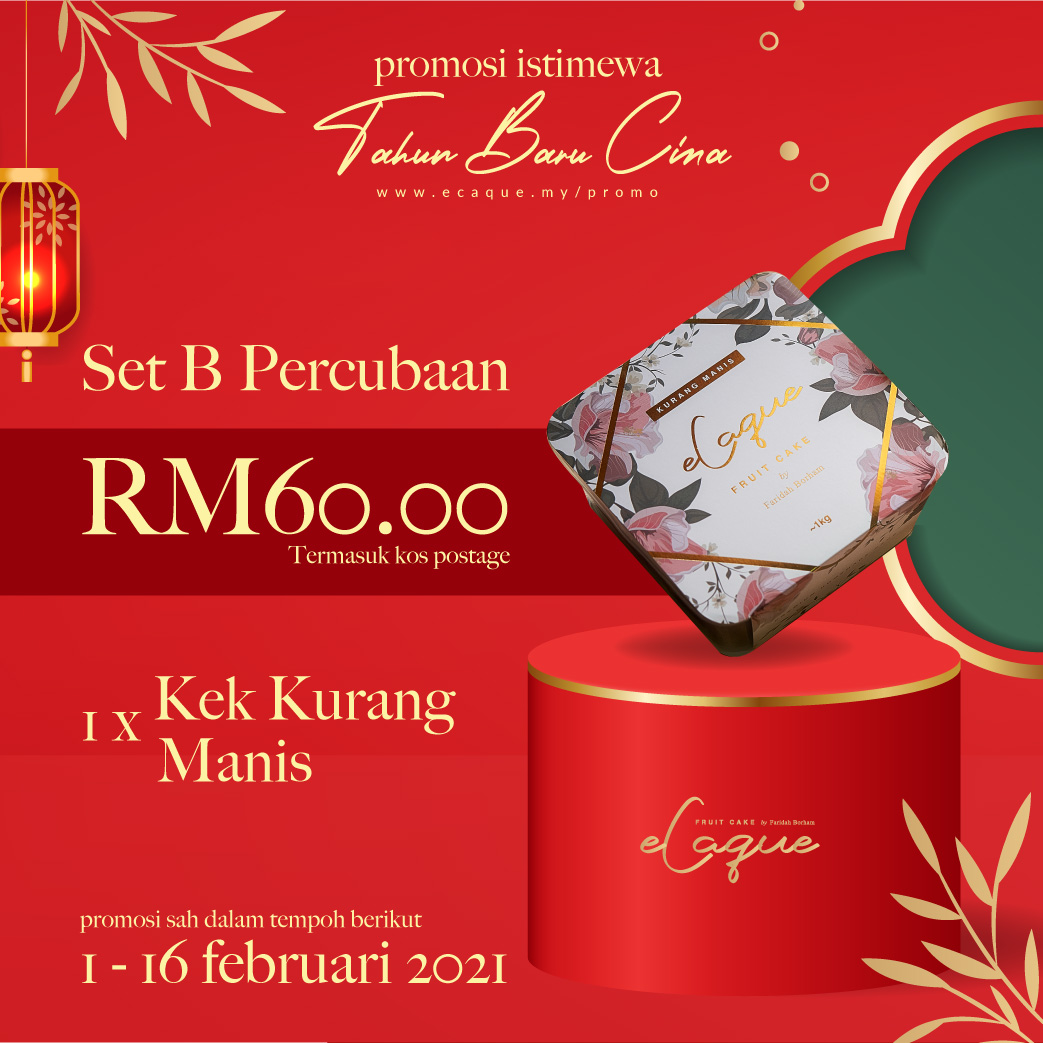 promosi istimewa
Tahun Baru Cina
www.ecaque.my/promo
Set B Percubaan
RM60.00
Termasuk kos postage
KURANG MANIS
eCaque
FRUIT CAKE
by
Faridah Borham
~1kg
1 x Kek Kurang
Manis
FRUIT CAKE by Faridah Borham
eCaque
promosi sah dalam tempoh berikut
1 - 16 februari 2021